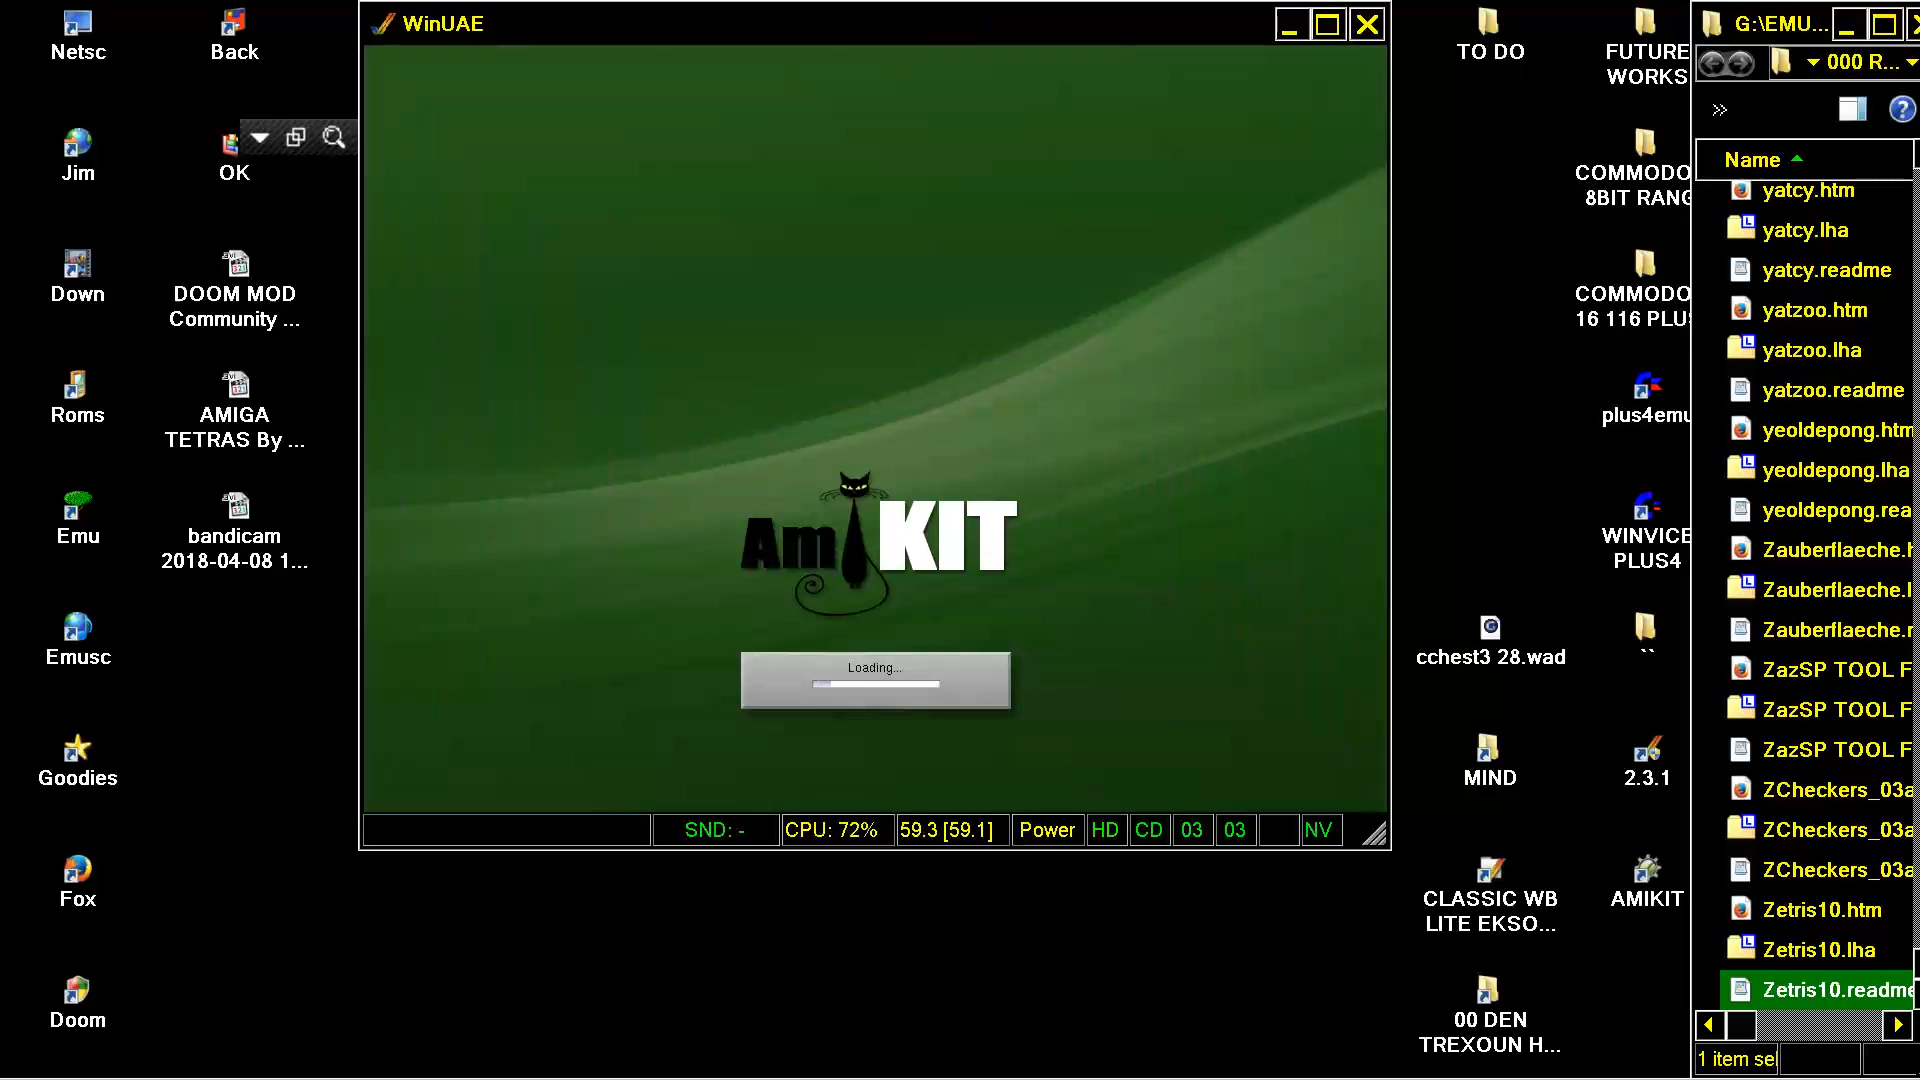 Netsc
Back
Jim
OK
Down
DOOM MOD
Community ...
Roms
AMIGA
TETRAS By ...
Emu
bandicam
2018-04-08 1...
Emusc
Goodies
Fox
Doom
WinUAE
AmiKIT
Loading...
SND: -
CPU: 72%
59.3 [59.1]
Power
HD
CD
03
03
NV
TO DO
FUTURE
WORKS
COMMODO
8BIT RANG
COMMODO
16 116 PLUS
plus4emu
WINVICE
PLUS4
cchest3 28.wad
``
MIND
2.3.1
CLASSIC WB
LITE EKSO...
AMIKIT
00 DEN
TREXOUN H...
G:\EMU...
000 R...
»
Name
yatcy.htm
yatcy.lha
yatcy.readme
yatzoo.htm
yatzoo.lha
yatzoo.readme
yeoldepong.htm
yeoldepong.lha
yeoldepong.rea
Zauberflaeche.h
Zauberflaeche.l
Zauberflaeche.r
ZazSP TOOL F
ZazSP TOOL F
ZazSP TOOL F
ZCheckers_03a
ZCheckers_03a
ZCheckers_03a
Zetris10.htm
Zetris10.lha
Zetris10.readme
1 item sel